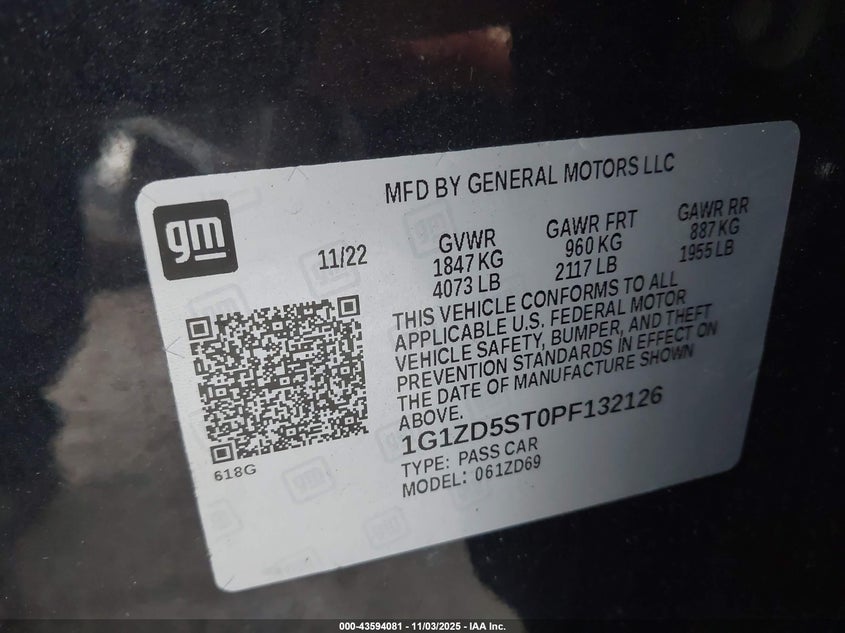 MFD BY GENERAL MOTORS LLC
gm
11/22
GVWR
1847 KG
4073 LB
GAWR FRT
960 KG
2117 LB
GAWR RR
887 KG
1955 LB
THIS VEHICLE CONFORMS TO ALL
APPLICABLE U.S. FEDERAL MOTOR
VEHICLE SAFETY, BUMPER, AND THEFT
PREVENTION STANDARDS IN EFFECT ON
THE DATE OF MANUFACTURE SHOWN
ABOVE.
1G1ZD5ST0PF132126
TYPE: PASS CAR
MODEL: 061ZD69
618G
000-43594081 - 11/03/2025 - IAA Inc.